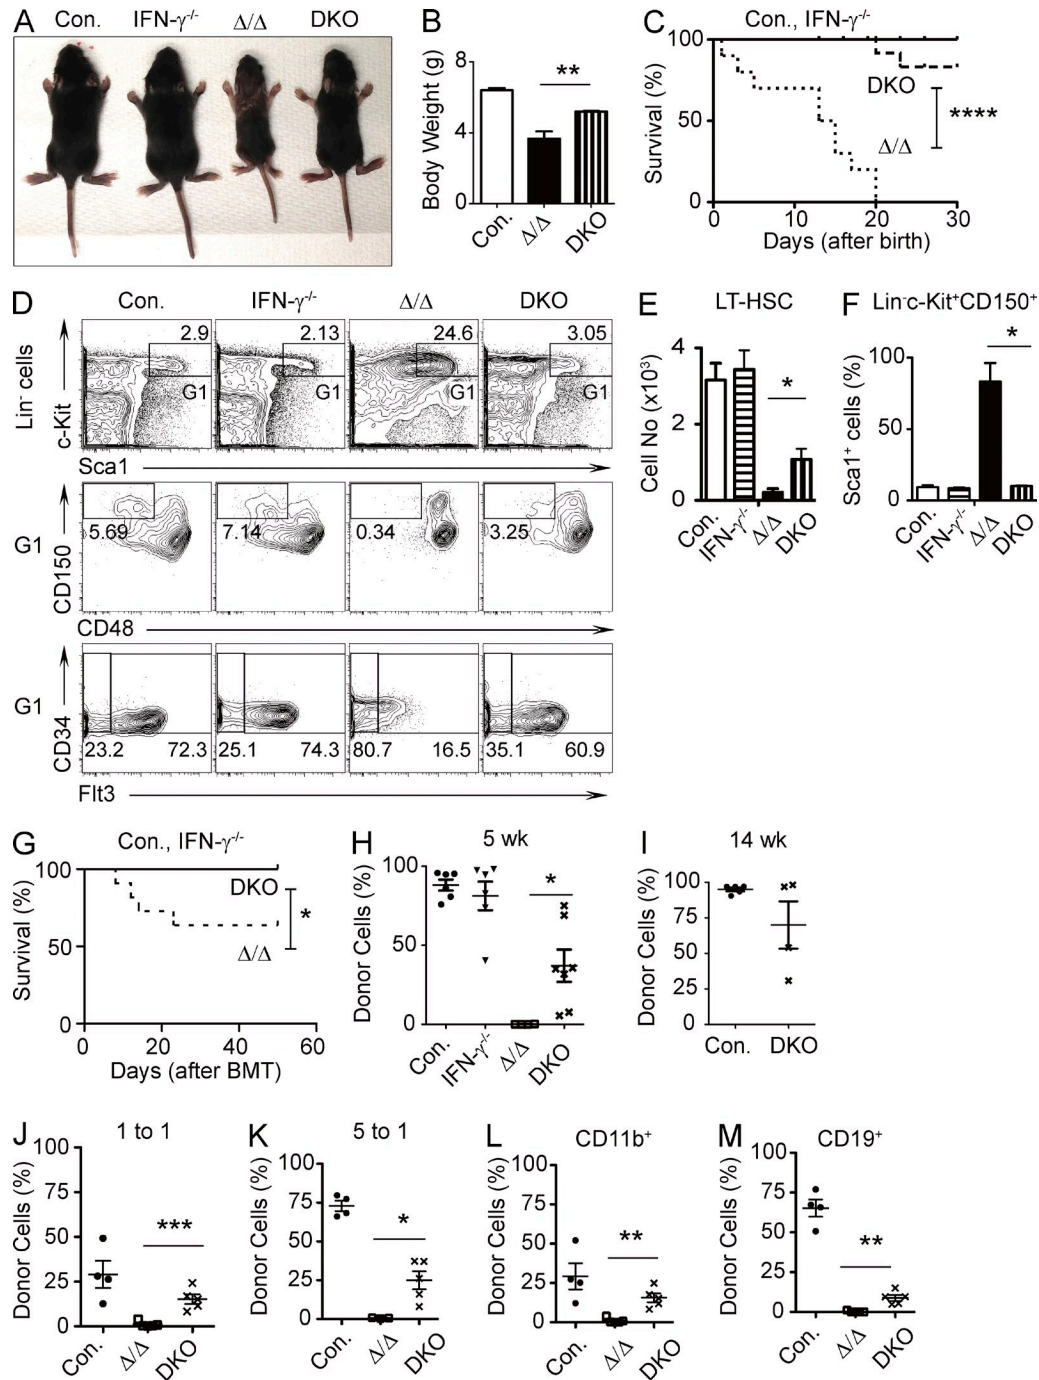 A
Con.
IFN-γ-/-
Δ/Δ
DKO
B
Body Weight (g)
8
4
0
**
Con.
Δ/Δ
DKO
C
Con., IFN-γ-/-
Survival (%)
100
50
0
DKO
Δ/Δ
****
0
10
20
30
Days (after birth)
D
Con.
IFN-γ-/-
Δ/Δ
DKO
Lin- cells
c-Kit
2.9
G1
2.13
G1
24.6
G1
3.05
G1
Sca1
G1
CD150
5.69
7.14
0.34
3.25
CD48
G1
CD34
23.2
72.3
25.1
74.3
80.7
16.5
35.1
60.9
Flt3
E
LT-HSC
Cell No (x10³)
4
2
0
*
Con.
IFN-γ-/-
Δ/Δ
DKO
F
Lin-c-Kit+CD150+
Sca1+ cells (%)
100
50
0
*
Con.
IFN-γ-/-
Δ/Δ
DKO
G
Con., IFN-γ-/-
Survival (%)
100
50
0
DKO
Δ/Δ
*
0
20
40
60
Days (after BMT)
H
5 wk
Donor Cells (%)
100
50
0
*
Con.
IFN-γ-/-
Δ/Δ
DKO
I
14 wk
Donor Cells (%)
100
75
50
25
0
Con.
DKO
J
1 to 1
Donor Cells (%)
100
75
50
25
0
***
Con.
Δ/Δ
DKO
K
5 to 1
Donor Cells (%)
100
75
50
25
0
*
Con.
Δ/Δ
DKO
L
CD11b+
Donor Cells (%)
100
75
50
25
0
**
Con.
Δ/Δ
DKO
M
CD19+
Donor Cells (%)
100
75
50
25
0
**
Con.
Δ/Δ
DKO